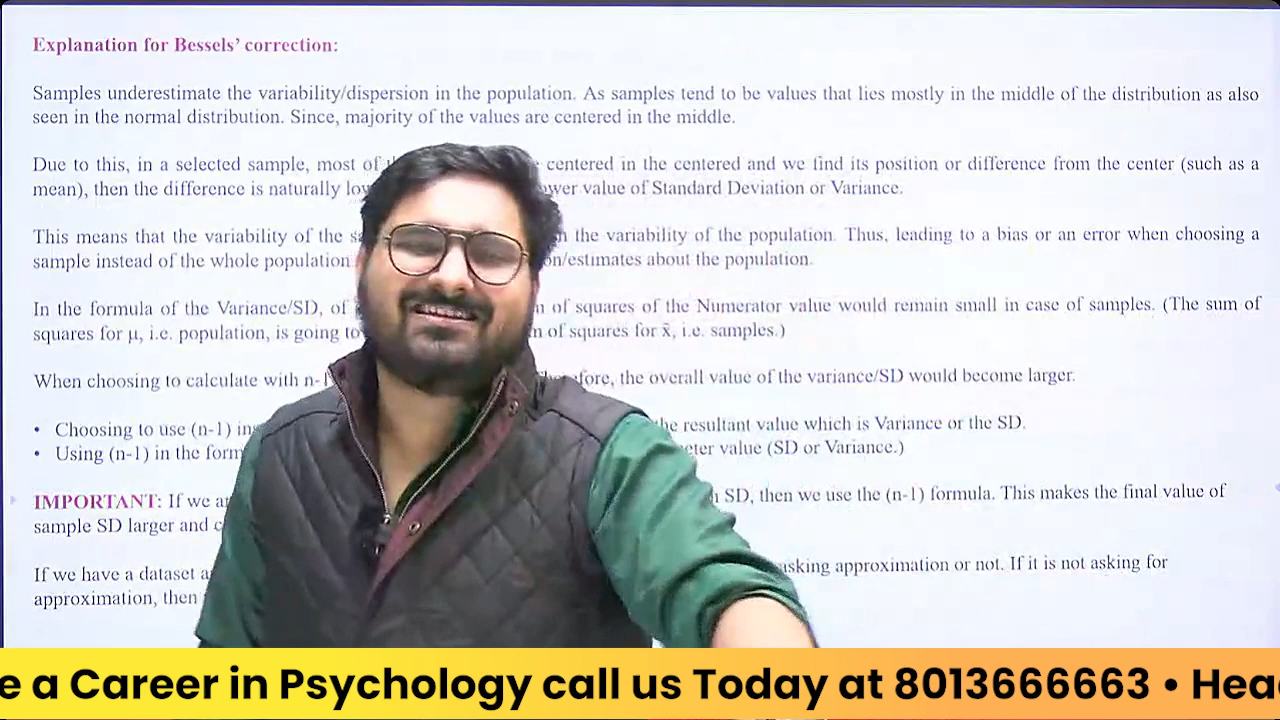 Explanation for Bessels’ correction:
Samples underestimate the variability/dispersion in the population. As samples tend to be values that lies mostly in the middle of the distribution as also
seen in the normal distribution. Since, majority of the values are centered in the middle.
Due to this, in a selected sample, most of centered in the centered and we find its position or difference from the center (such as a
mean), then the difference is naturally value of Standard Deviation or Variance.
This means that the variability of the the variability of the population. Thus, leading to a bias or an error when choosing a
sample instead of the whole population about the population.
In the formula of the Variance/SD, of of squares of the Numerator value would remain small in case of samples. (The sum of
squares for μ, i.e. population, is going to of squares for x̄, i.e. samples.)
When choosing to calculate with n-1 the overall value of the variance/SD would become larger.
• Choosing to use (n-1) the resultant value which is Variance or the SD.
• Using (n-1) in the value (SD or Variance.)
IMPORTANT: If we SD, then we use the (n-1) formula. This makes the final value of
sample SD larger and
If we have a dataset asking approximation or not. If it is not asking for
approximation, then
a Career in Psychology call us Today at 8013666663 •